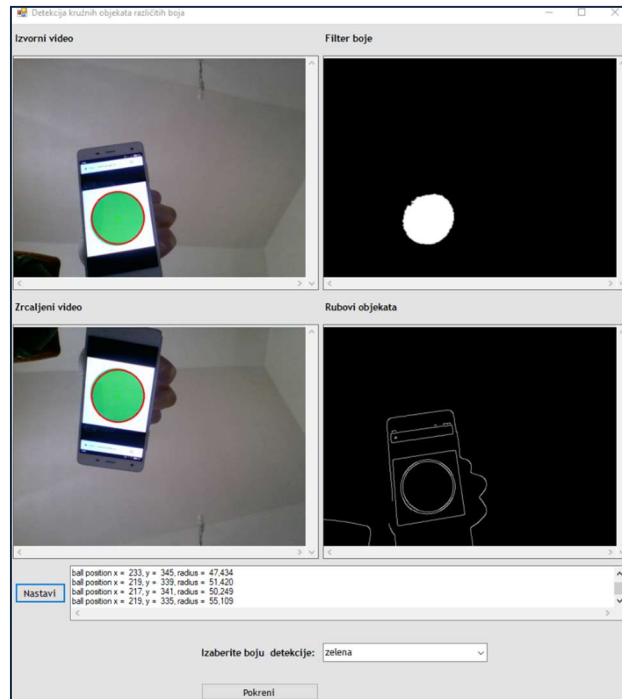 Detekcija kružnih objekata različitih boja
Izvorni video
Filter boje
Zrcaljeni video
Rubovi objekata
Nastavi
ball position x = 233, y = 345, radius = 47,434
ball position x = 219, y = 339, radius = 51,420
ball position x = 217, y = 341, radius = 50,249
ball position x = 219, y = 335, radius = 55,109
Izaberite boju detekcije:
zelena
Pokreni